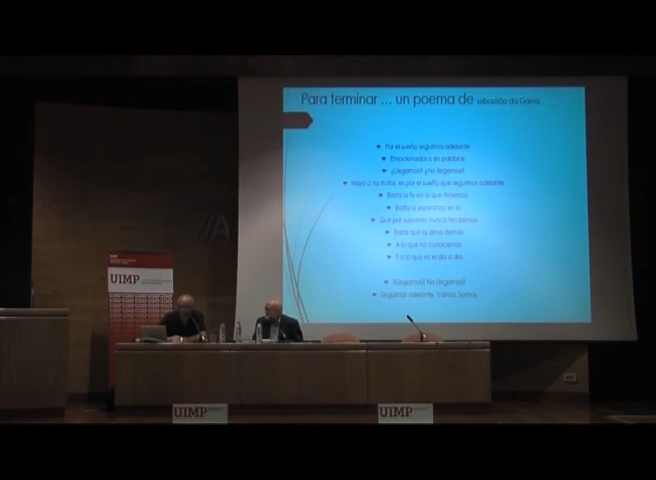 Para terminar ... un poema de sebastião da Gama
Por el sueño seguimos adelante
Emocionados e sin palabras
¿Llegamos? ¿No llegamos?
Haya o no frutos, es por el sueño que seguimos adelante
Basta la fe en lo que tenemos,
Basta la esperanza en lo
Que por supuesto nunca tendremos
Basta que la alma demos
A lo que no conocemos
Y a lo que es el día a día
¿Llegamos? No Llegamos?
Seguimos adelante. Vamos. Somos.
//A
UIMP
UIMP
UIMP